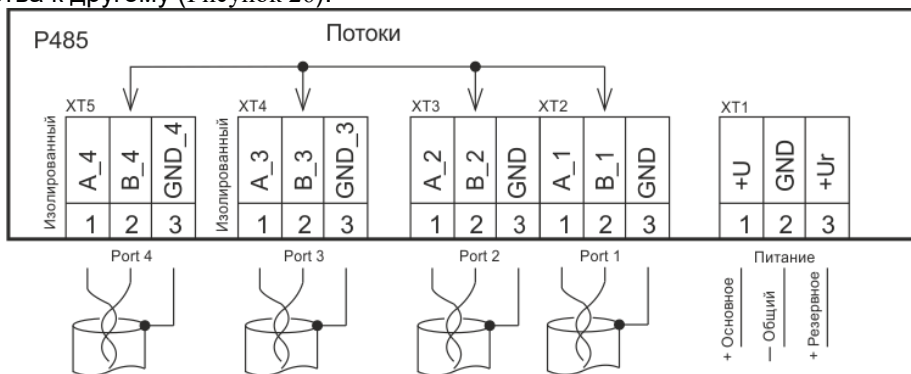 тва к другому (Рисунок 20).
P485
Потоки
XT5
XT4
XT3
XT2
XT1
Изолированный
A_4
B_4
GND_4
Изолированный
A_3
B_3
GND_3
A_2
B_2
GND
A_1
B_1
GND
+U
GND
+Ur
1 2 3
1 2 3
1 2 3
1 2 3
1 2 3
Port 4
Port 3
Port 2
Port 1
Питание
+ Основное
— Общий
+ Резервное